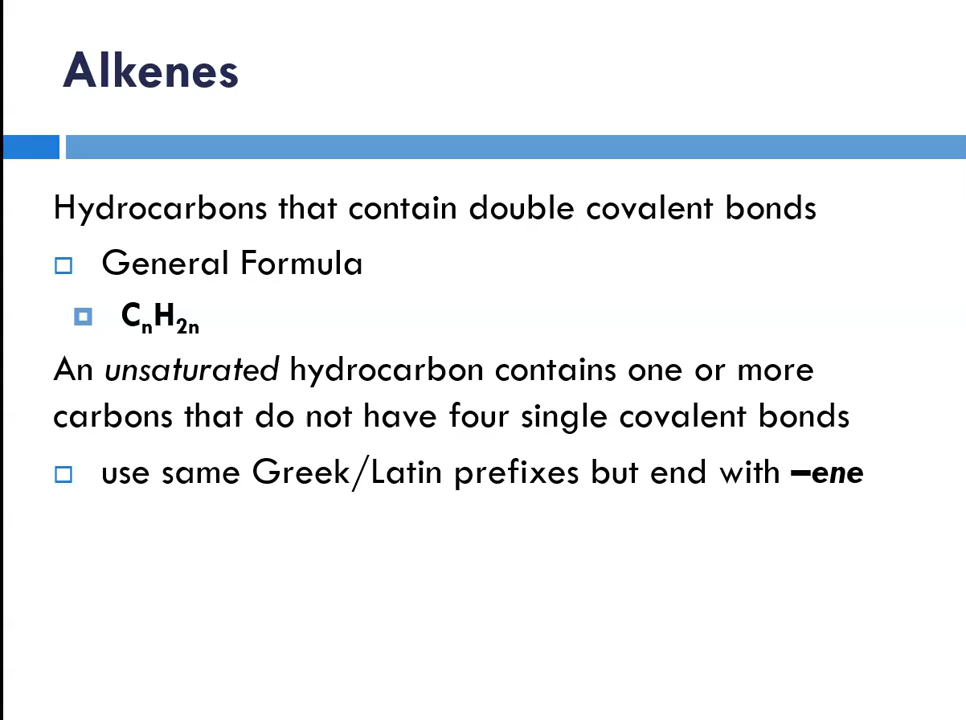 Alkenes
Hydrocarbons that contain double covalent bonds
General Formula
CnH2n
An unsaturated hydrocarbon contains one or more
carbons that do not have four single covalent bonds
use same Greek/Latin prefixes but end with –ene